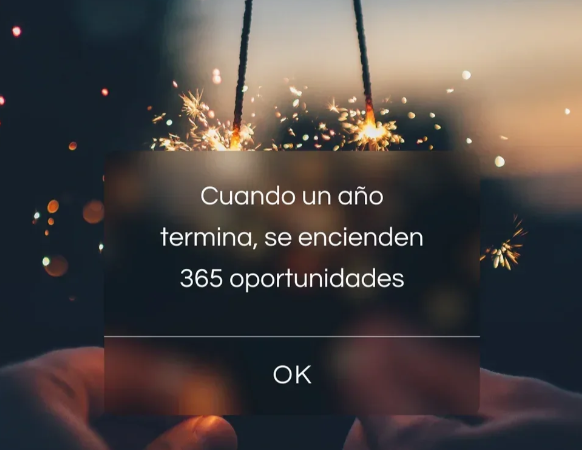 Cuando un año
termina, se encienden
365 oportunidades
OK